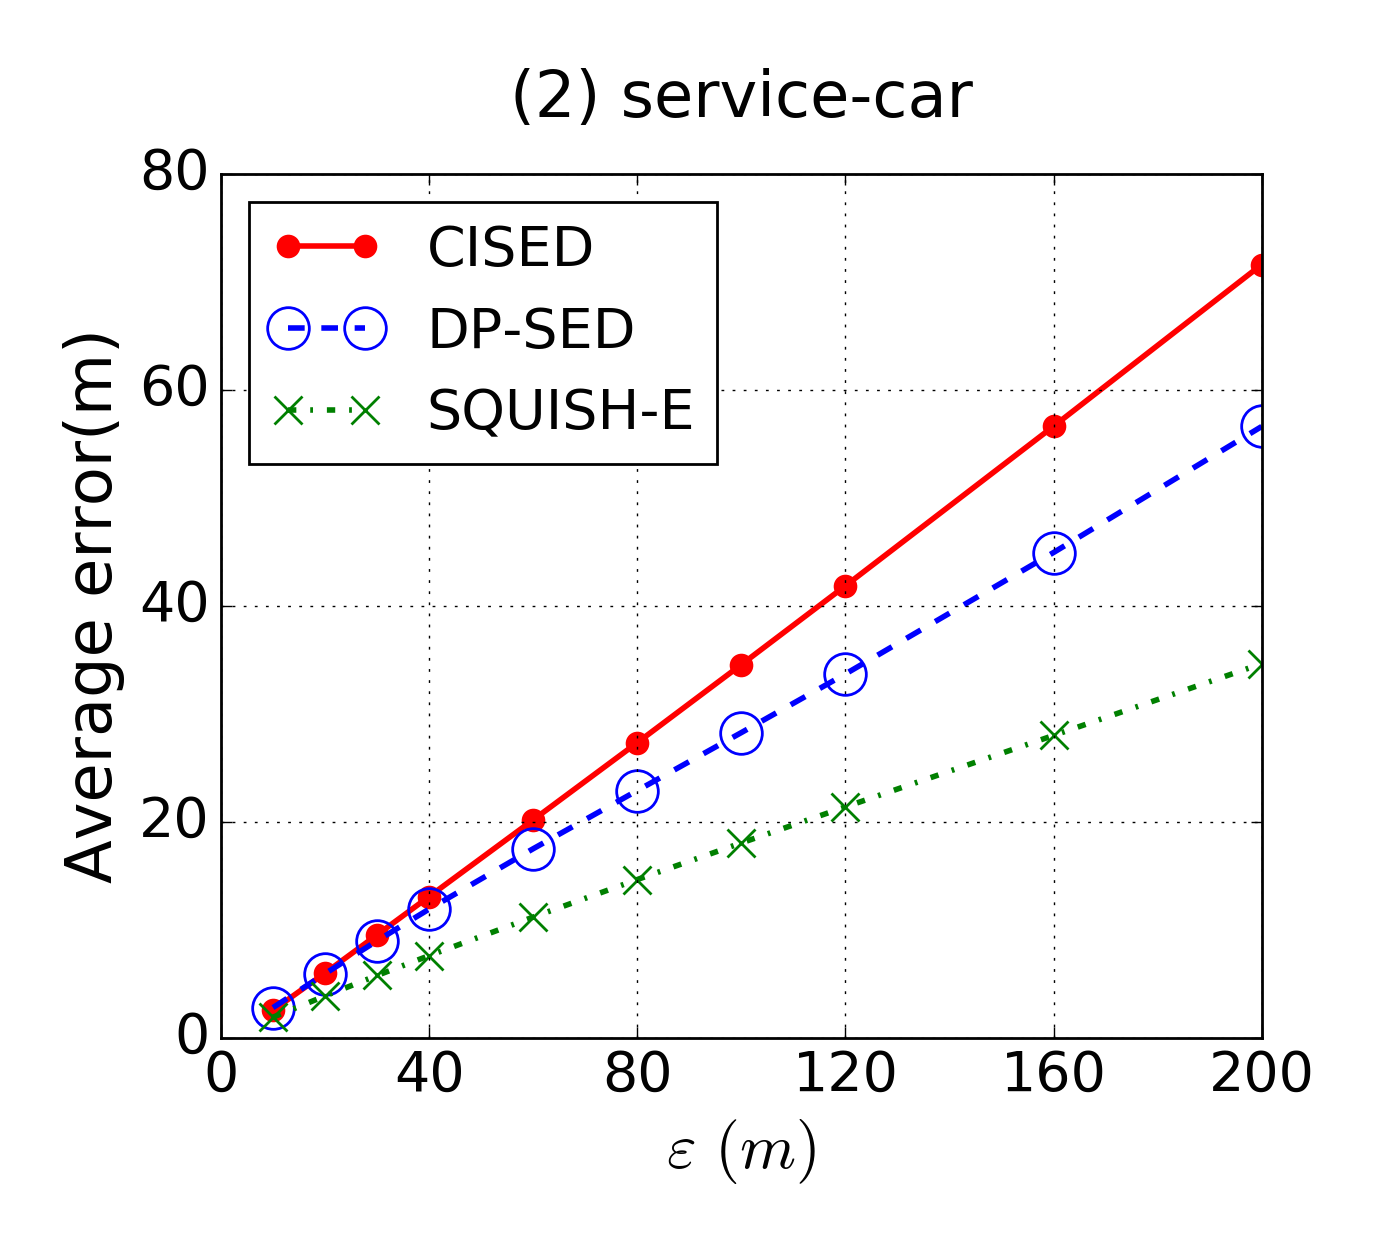 (2) service-car
80
60
40
20
0
Average error(m)
CISED
DP-SED
SQUISH-E
0 40 80 120 160 200
ε (m)